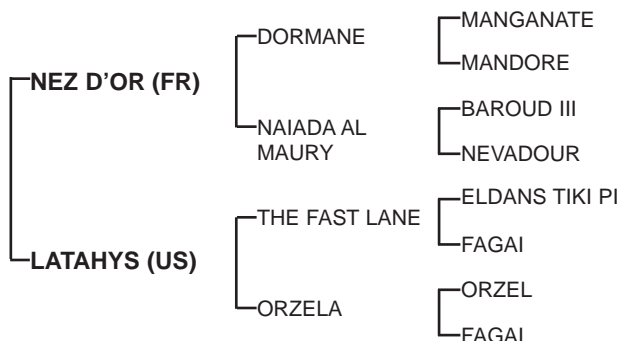 MANGANATE
DORMANE
MANDORE
NEZ D'OR (FR)
BAROUD III
NAIADA AL
MAURY
NEVADOUR
ELDANS TIKI PI
THE FAST LANE
FAGAI
LATAHYS (US)
ORZEL
ORZELA
FAGAI